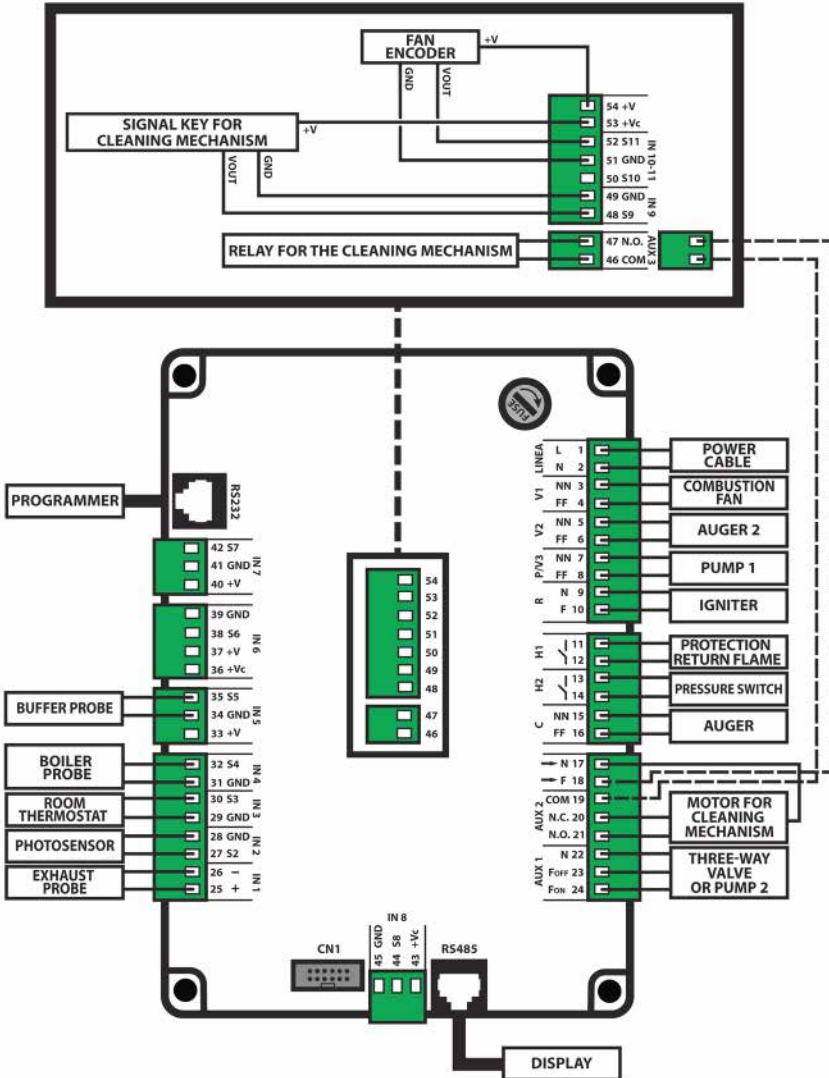 FAN
ENCODER
+V
GND
VOUT
SIGNAL KEY FOR
CLEANING MECHANISM
+V
VOUT
GND
54 +V
53 +Vc
52 S11
51 GND
50 S10
49 GND
48 S9
IN 10-11
IN 9
RELAY FOR THE CLEANING MECHANISM
47 N.O.
46 COM
AUX 3
FUSE
PROGRAMMER
RS232
42 S7
41 GND
40 +V
IN 7
39 GND
38 S6
37 +V
36 +Vc
IN 6
BUFFER PROBE
35 S5
34 GND
33 +V
IN 5
BOILER
PROBE
32 S4
31 GND
IN 4
ROOM
THERMOSTAT
30 S3
29 GND
IN 3
PHOTOSENSOR
28 GND
27 S2
IN 2
EXHAUST
PROBE
26 −
25 +
IN 1
54
53
52
51
50
49
48
47
46
LINEA
L 1
N 2
POWER
CABLE
V1
NN 3
FF 4
COMBUSTION
FAN
V2
NN 5
FF 6
AUGER 2
P/V3
NN 7
FF 8
PUMP 1
R
N 9
F 10
IGNITER
H1
11
12
PROTECTION
RETURN FLAME
H2
13
14
PRESSURE SWITCH
C
NN 15
FF 16
AUGER
N 17
F 18
AUX 2
COM 19
N.C. 20
N.O. 21
MOTOR FOR
CLEANING
MECHANISM
AUX 1
N 22
FOFF 23
FON 24
THREE-WAY
VALVE
OR PUMP 2
CN1
IN 8
45 GND
44 S8
43 +Vc
RS485
DISPLAY